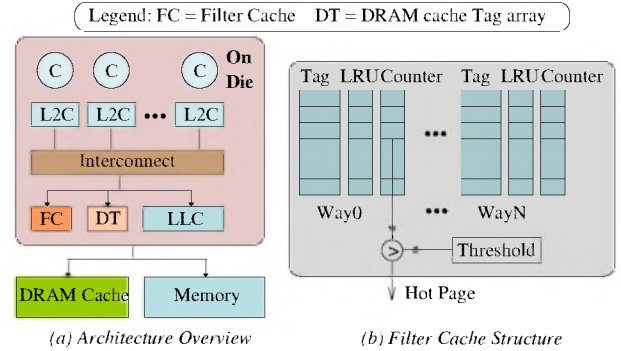 Legend: FC = Filter Cache DT = DRAM cache Tag array
C C C On
Die
L2C L2C ••• L2C
Interconnect
FC DT LLC
DRAM Cache Memory
(a) Architecture Overview
Tag LRU Counter Tag LRU Counter
•••
Way0 ••• WayN
> Threshold
Hot Page
(b) Filter Cache Structure